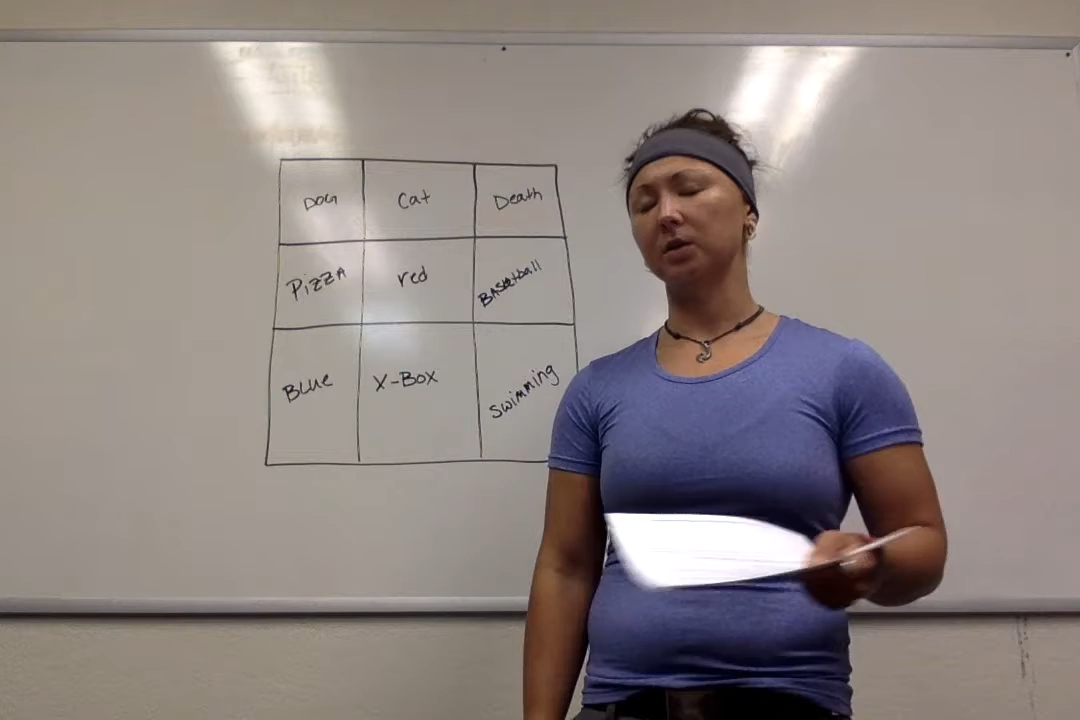 DOG
Cat
Death
PIZZA
red
BASketball
BLue
X-BOX
swimming